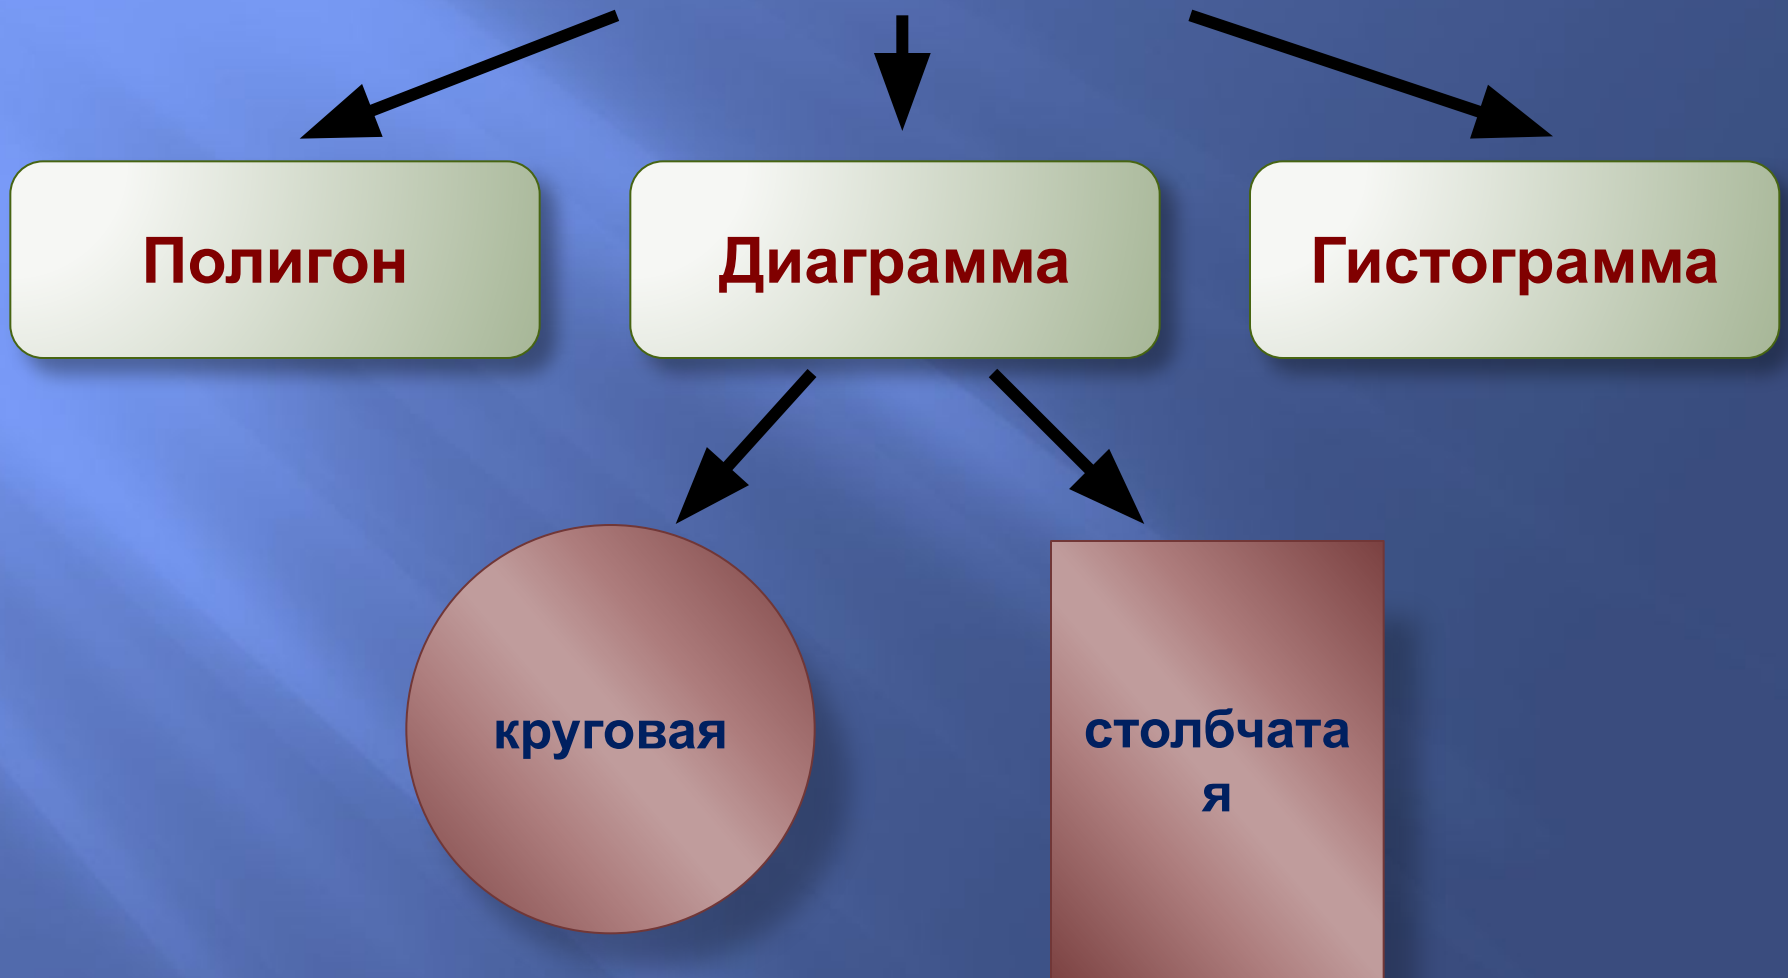 Полигон
Диаграмма
Гистограмма
круговая
столбчата
я